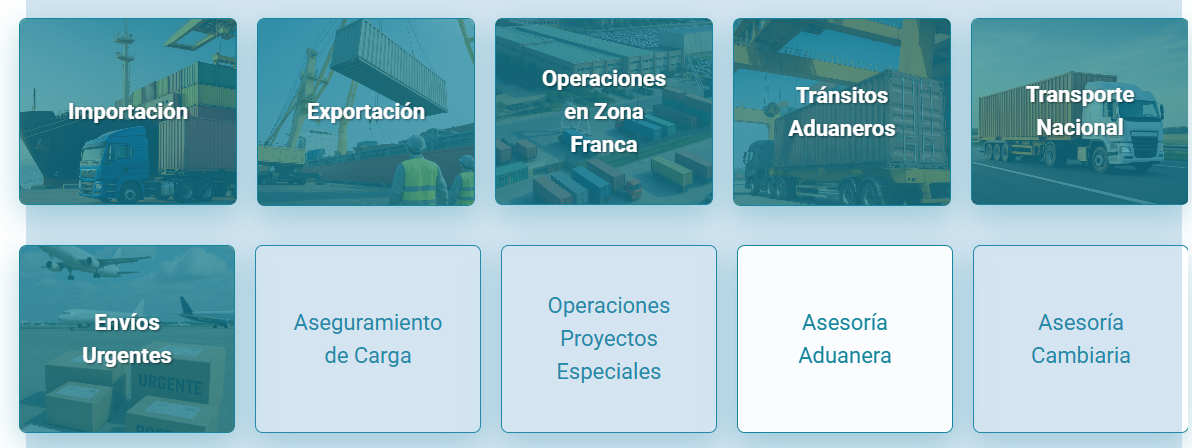 Importación
Exportación
Operaciones
en Zona
Franca
Tránsitos
Aduaneros
Transporte
Nacional
Envíos
Urgentes
URGENTE
Aseguramiento
de Carga
Operaciones
Proyectos
Especiales
Asesoría
Aduanera
Asesoría
Cambiaria